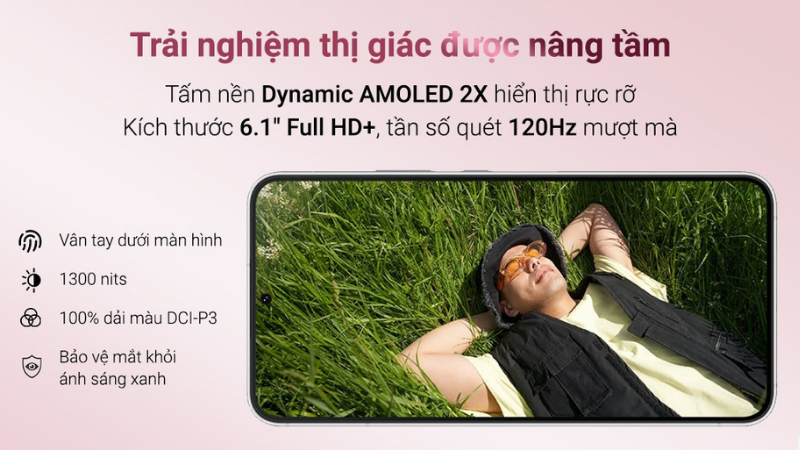 Trải nghiệm thị giác được nâng tầm
Tấm nền Dynamic AMOLED 2X hiển thị rực rỡ
Kích thước 6.1" Full HD+, tần số quét 120Hz mượt mà
Vân tay dưới màn hình
1300 nits
100% dải màu DCI-P3
Bảo vệ mắt khỏi
ánh sáng xanh